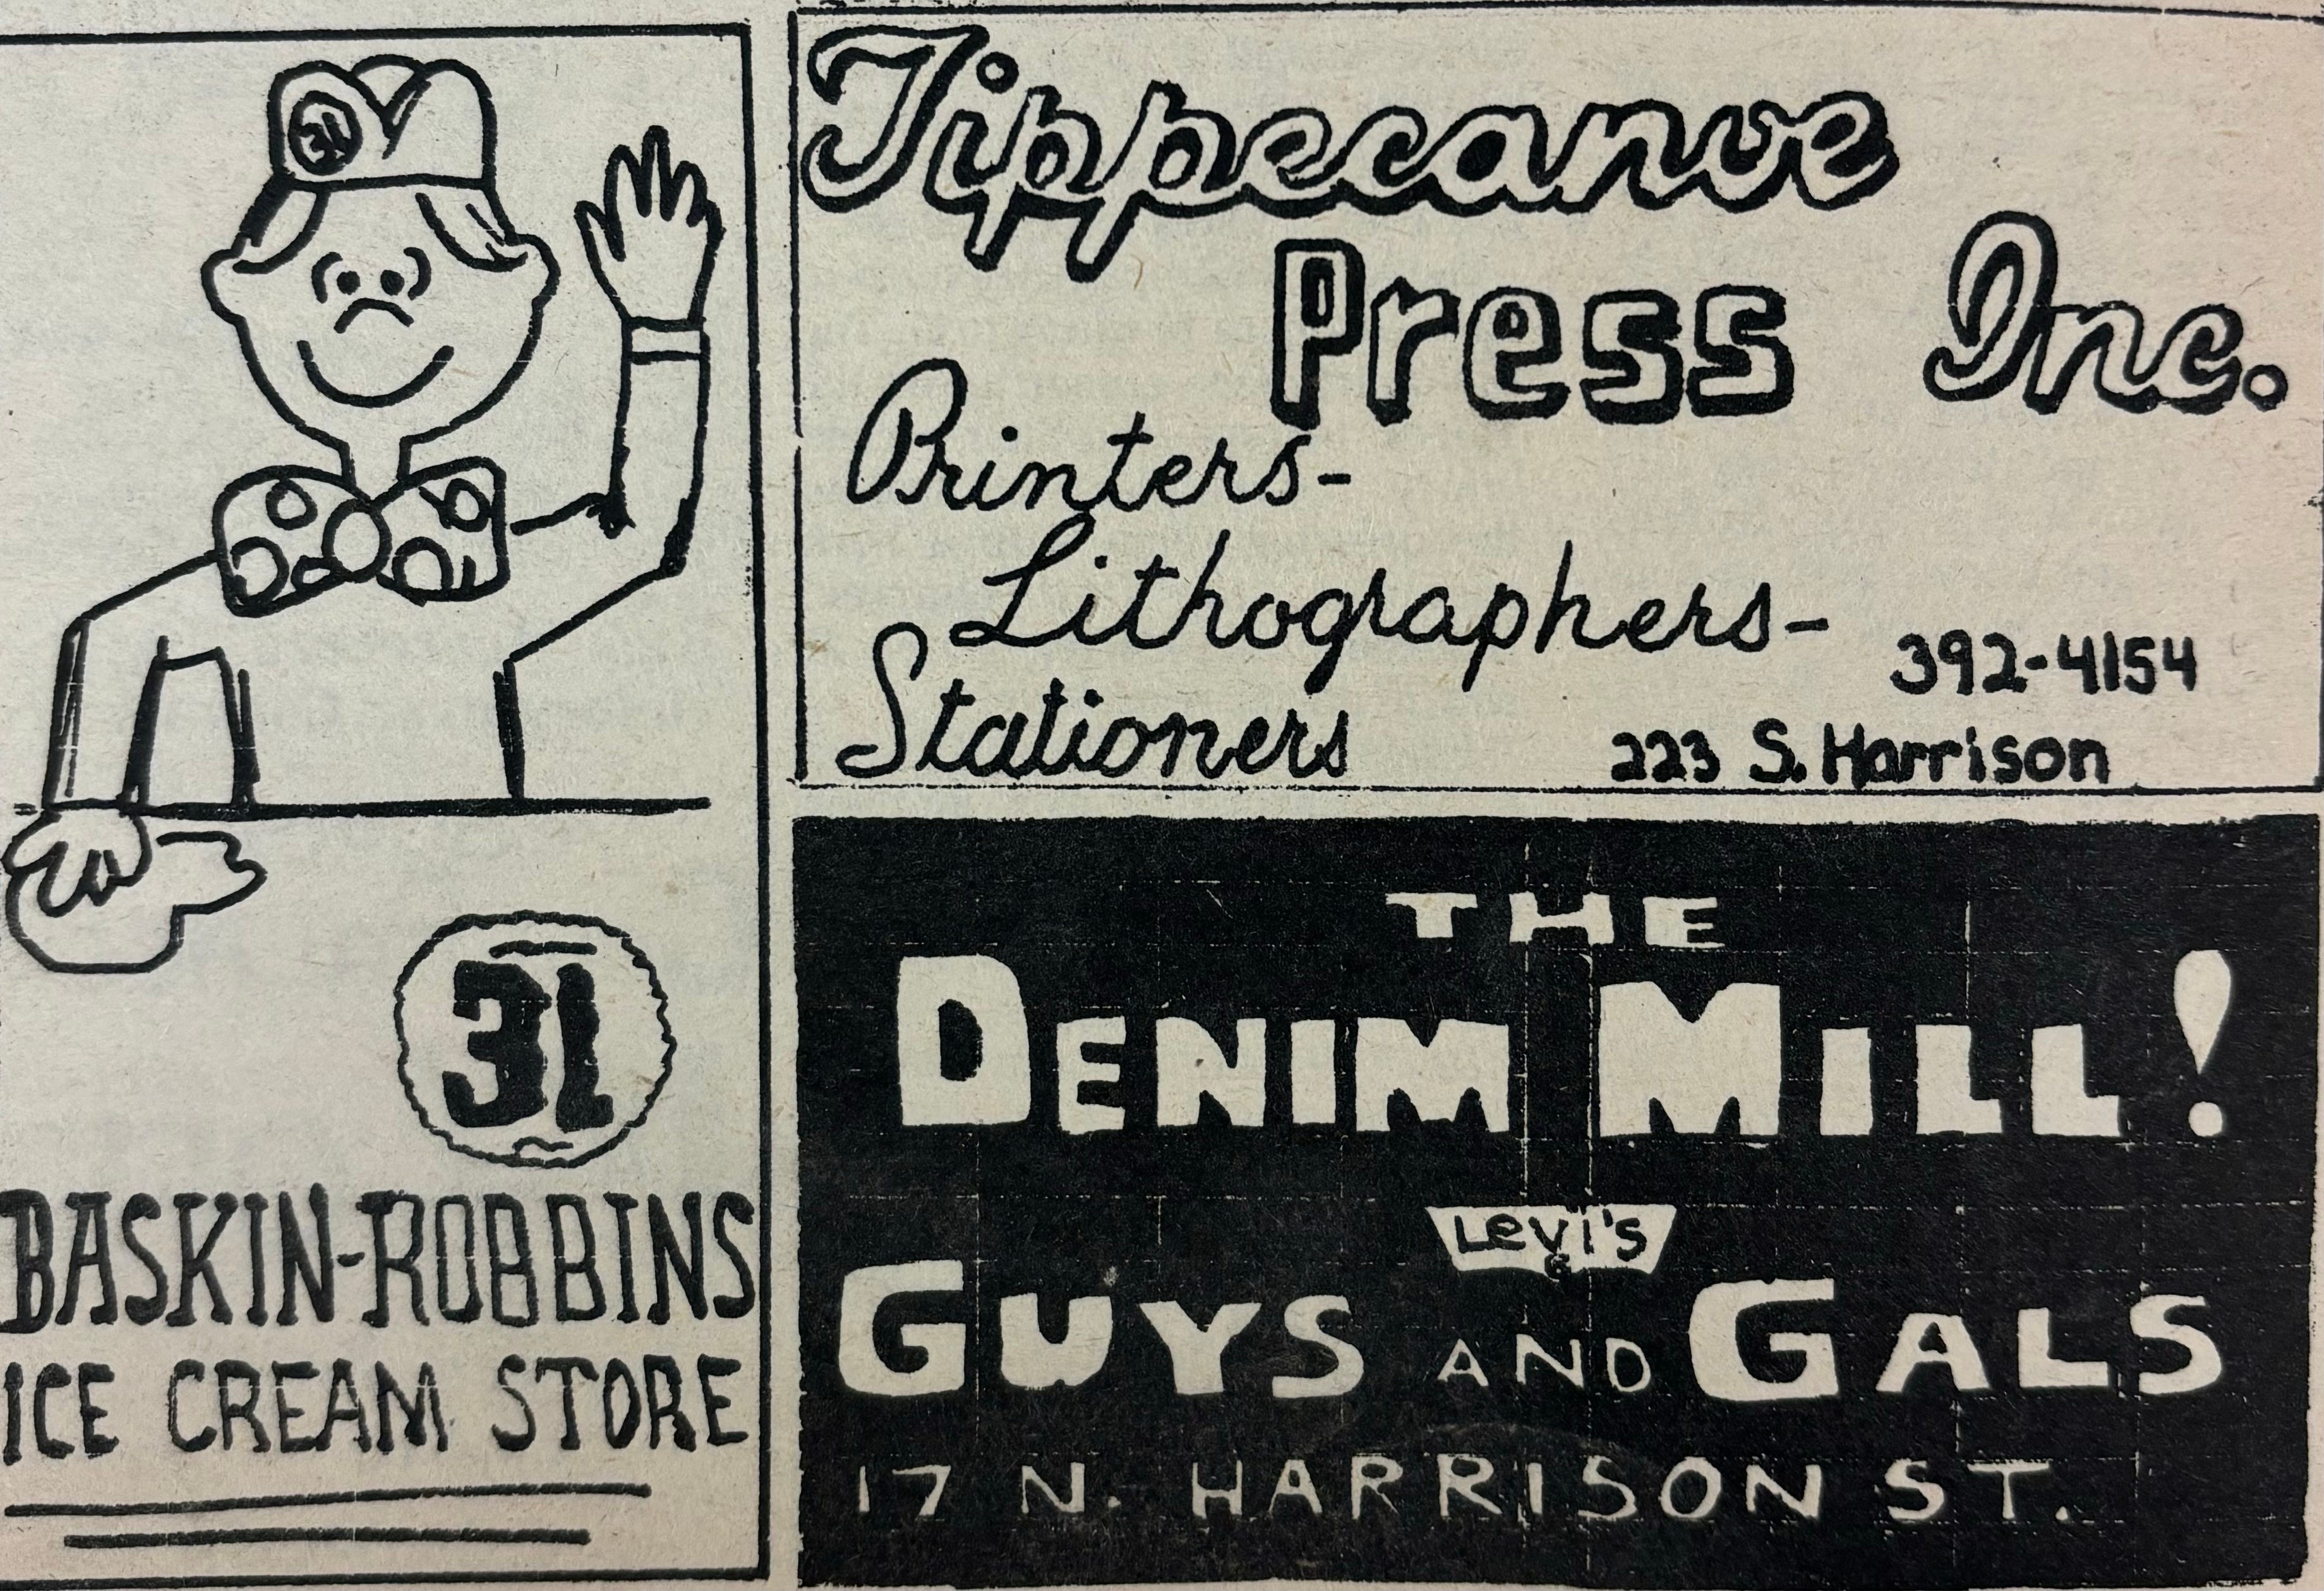 31
31
BASKIN-ROBBINS
ICE CREAM STORE
Tippecanoe
Press Inc.
Printers-
Lithographers-
Stationers
392-4154
223 S. Harrison
THE
DENIM MILL!
Levi's
GUYS AND GALS
17 N. HARRISON ST.